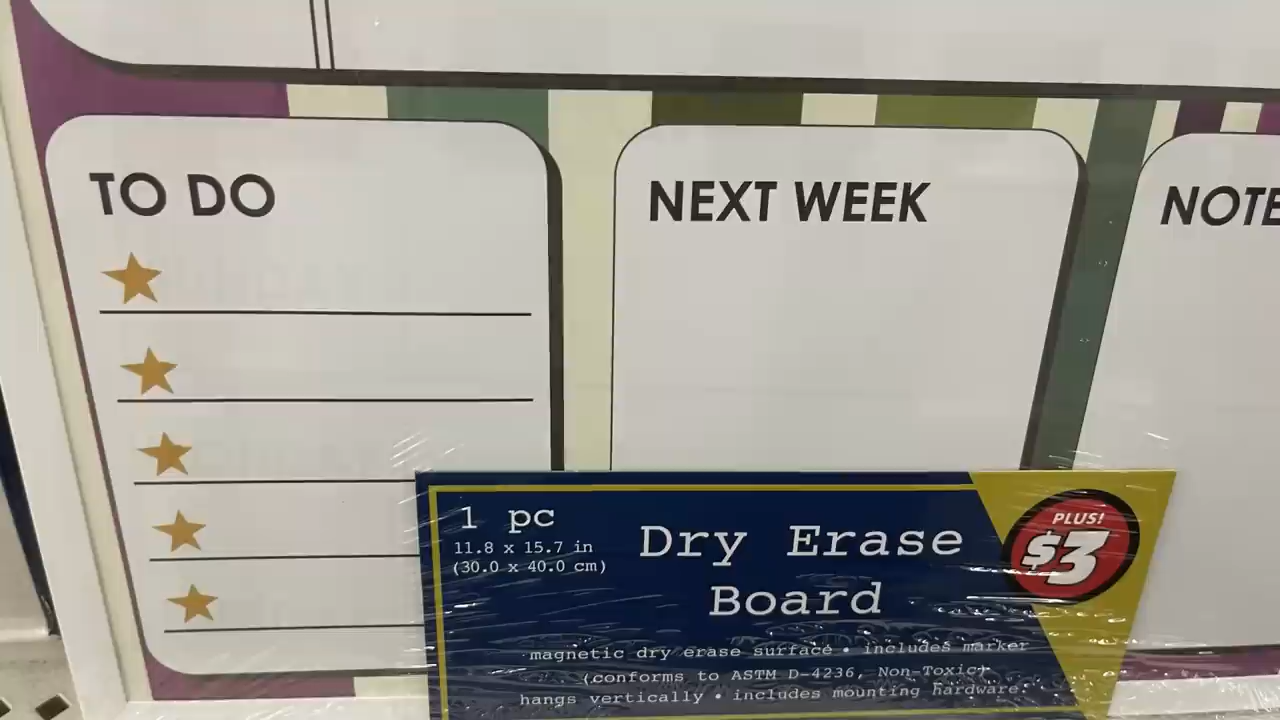 TO DO
NEXT WEEK
NOTE
1 pc
11.8 x 15.7 in
(30.0 x 40.0 cm)
Dry Erase
Board
PLUS!
$3
·magnetic dry erase surface • includes marker
(conforms to ASTM D-4236, Non-Toxic)
hangs vertically • includes mounting hardware·